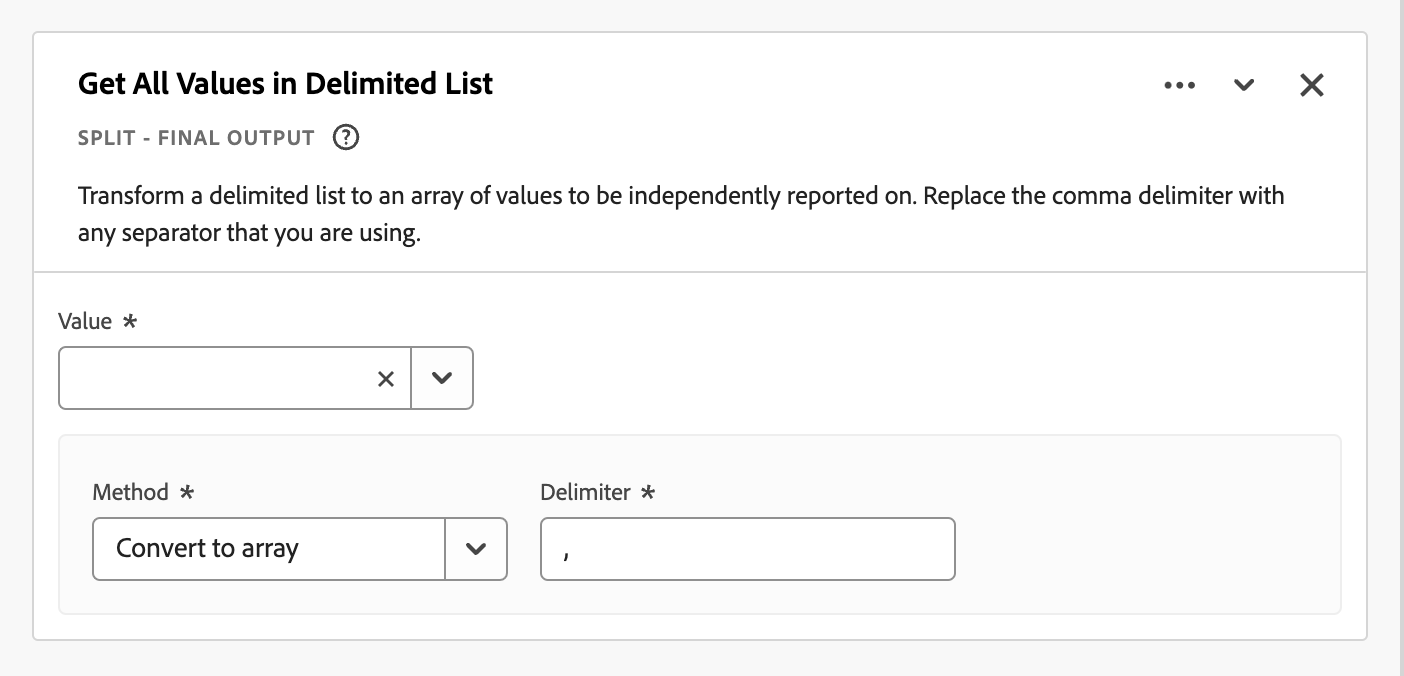 Get All Values in Delimited List
SPLIT - FINAL OUTPUT ?
Transform a delimited list to an array of values to be independently reported on. Replace the comma delimiter with
any separator that you are using.
Value *
Method * Delimiter *
Convert to array ,